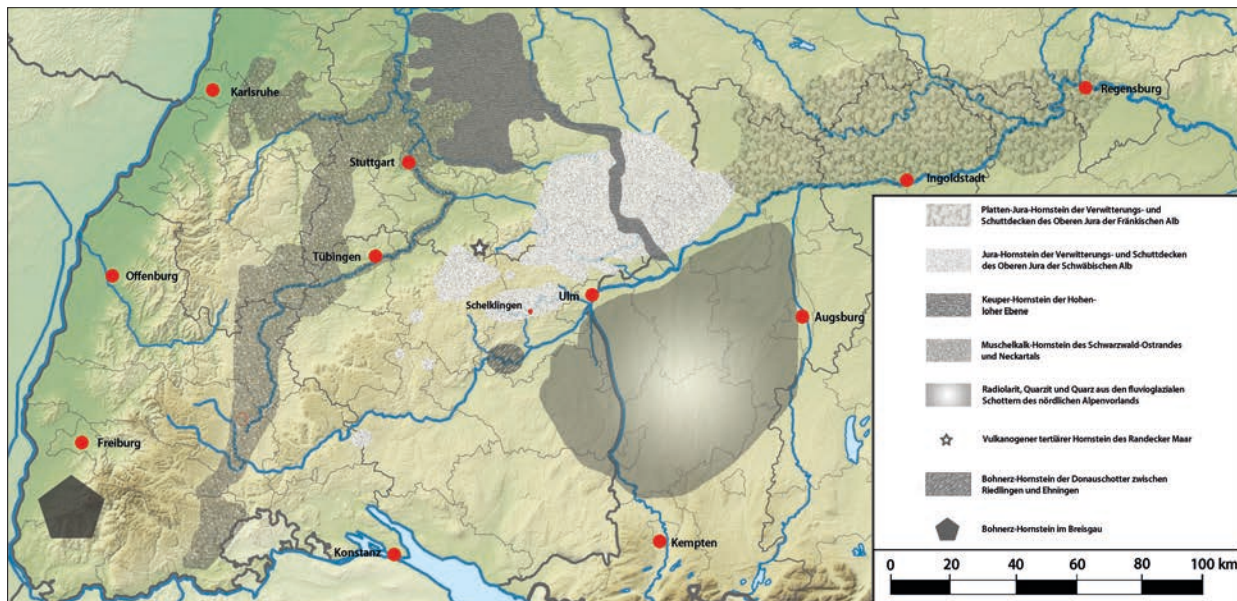 Karlsruhe
Regensburg
Stuttgart
Ingoldstadt
Tübingen
Offenburg
Schelklingen
Ulm
Augsburg
Freiburg
Konstanz
Kempten
Platten-Jura-Hornstein der Verwitterungs- und
Schuttdecken des Oberen Jura der Fränkischen Alb
Jura-Hornstein der Verwitterungs- und Schuttdecken
des Oberen Jura der Schwäbischen Alb
Keuper-Hornstein der Hohen-
loher Ebene
Muschelkalk-Hornstein des Schwarzwald-Ostrandes
und Neckartals
Radiolarit, Quarzit und Quarz aus den fluvioglazialen
Schottern des nördlichen Alpenvorlands
Vulkanogener tertiärer Hornstein des Randecker Maar
Bohnerz-Hornstein der Donauschotter zwischen
Riedlingen und Ehningen
Bohnerz-Hornstein im Breisgau
0 20 40 60 80 100 km